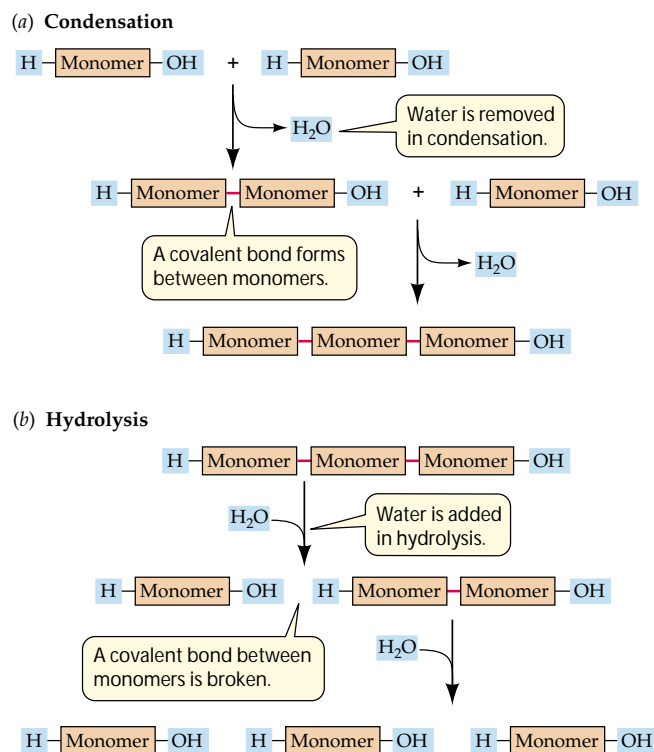 (a) Condensation
H Monomer OH + H Monomer OH
H₂O
Water is removed
in condensation.
H Monomer Monomer OH + H Monomer OH
A covalent bond forms
between monomers.
H₂O
H Monomer Monomer Monomer OH
(b) Hydrolysis
H Monomer Monomer Monomer OH
H₂O
Water is added
in hydrolysis.
H Monomer OH H Monomer Monomer OH
A covalent bond between
monomers is broken.
H₂O
H Monomer OH H Monomer OH H Monomer OH